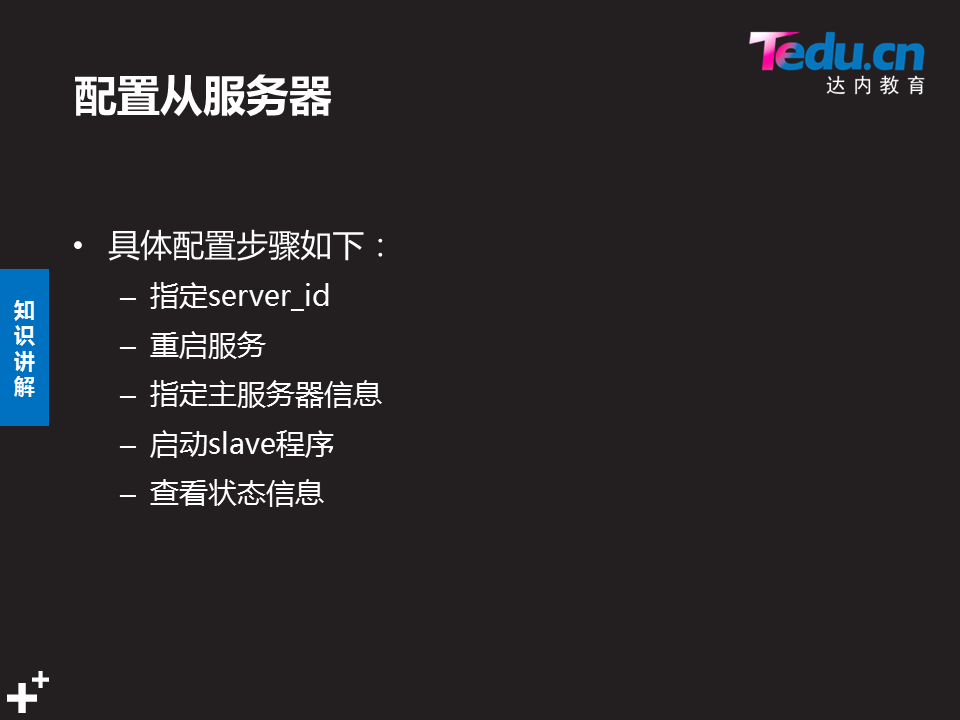 Tedu.cn
达内教育
配置从服务器
• 具体配置步骤如下：
– 指定server_id
– 重启服务
– 指定主服务器信息
– 启动slave程序
– 查看状态信息
知
识
讲
解